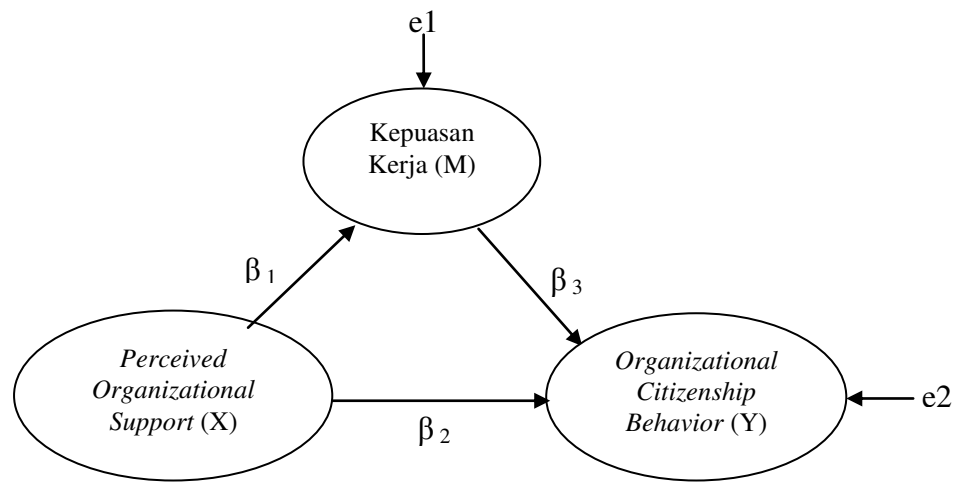 e1
Kepuasan
Kerja (M)
β 1
β 3
Perceived
Organizational
Support (X)
Organizational
Citizenship
Behavior (Y)
e2
β 2